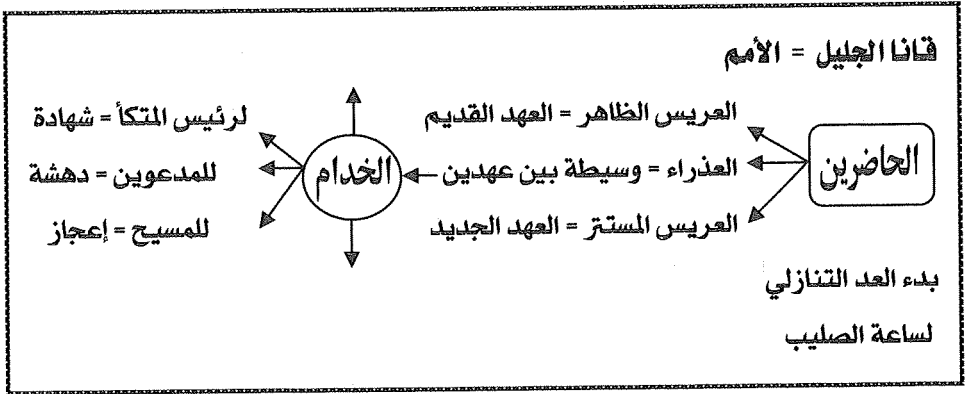 قانا الجليل = الأمم
الحاضرين
العريس الظاهر = العهد القديم
العذراء = وسيطة بين عهدين
العريس المستتر = العهد الجديد
الخدام
لرئيس المتكأ = شهادة
للمدعوين = دهشة
للمسيح = إعجاز
بدء العد التنازلي
لساعة الصليب